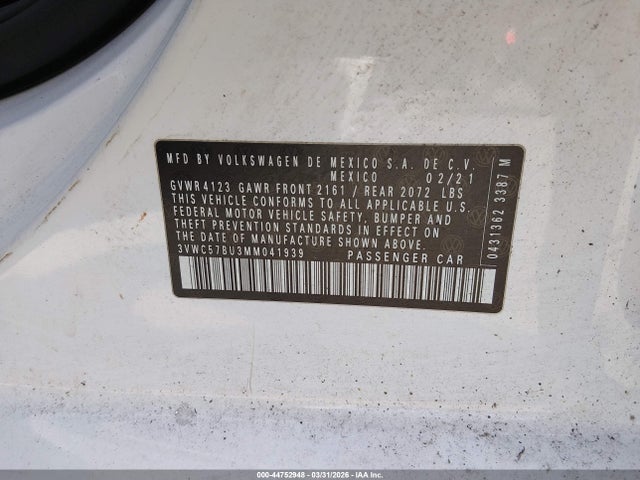 MFD BY VOLKSWAGEN DE MEXICO S.A. DE C.V.
MEXICO 02/21
GVWR 4123 GAWR FRONT 2161 / REAR 2072 LBS
THIS VEHICLE CONFORMS TO ALL APPLICABLE U.S.
FEDERAL MOTOR VEHICLE SAFETY, BUMPER AND
THEFT PREVENTION STANDARDS IN EFFECT ON
THE DATE OF MANUFACTURE SHOWN ABOVE.
3VWC57BU3MM041939 PASSENGER CAR
0431362 3387 M
000-44752948 - 03/31/2026 - IAA Inc.